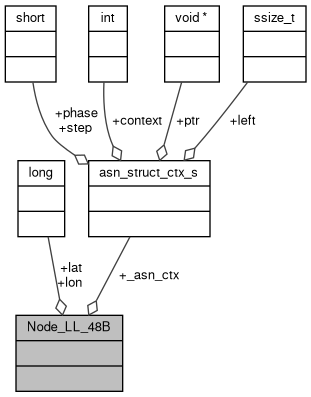 short
int
void *
ssize_t
+phase
+step
+context
+ptr
+left
long
asn_struct_ctx_s
+lat
+lon
+_asn_ctx
Node_LL_48B